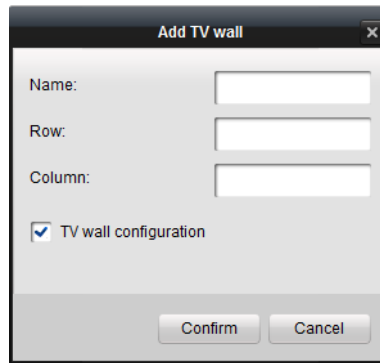 Add TV wall
Name:
Row:
Column:
TV wall configuration
Confirm Cancel